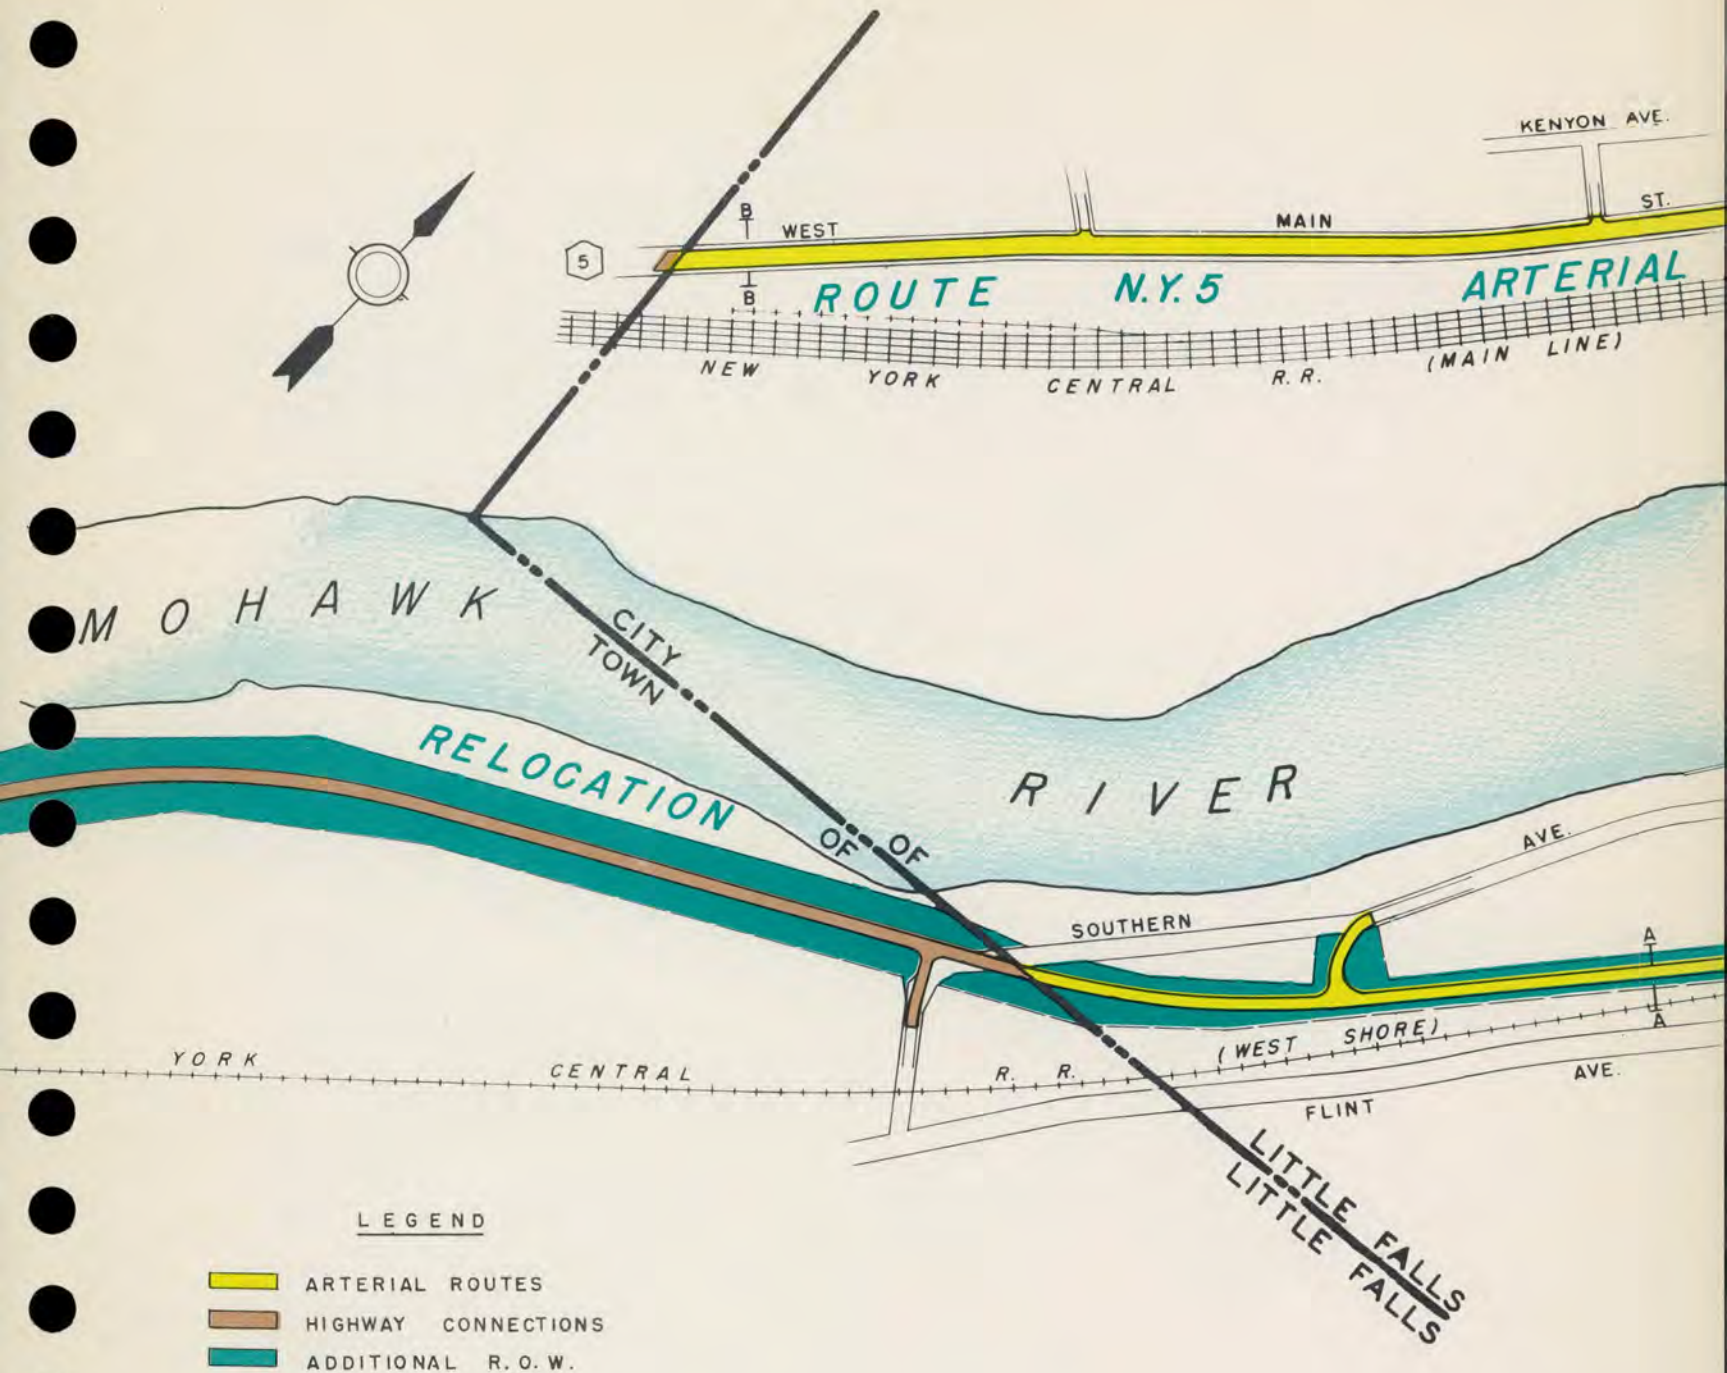 KENYON AVE.
B
WEST MAIN ST.
5
B
ROUTE N.Y. 5 ARTERIAL
NEW YORK CENTRAL R. R. (MAIN LINE)
MOHAWK RIVER
CITY OF LITTLE FALLS
TOWN OF LITTLE FALLS
RELOCATION
SOUTHERN AVE.
A
A
YORK CENTRAL R. R. (WEST SHORE)
FLINT AVE.
LEGEND
ARTERIAL ROUTES
HIGHWAY CONNECTIONS
ADDITIONAL R. O. W.